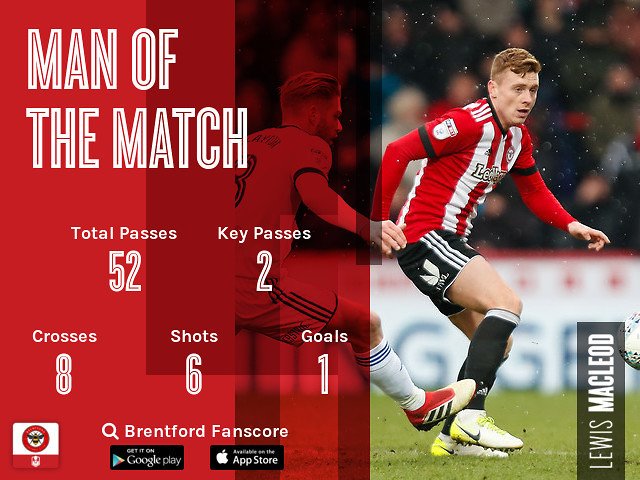 MAN OF
THE MATCH
Total Passes
52
Key Passes
2
Crosses
8
Shots
6
Goals
1
Brentford Fanscore
GET IT ON
Google play
Available on the
App Store
LEWIS
MACLEOD